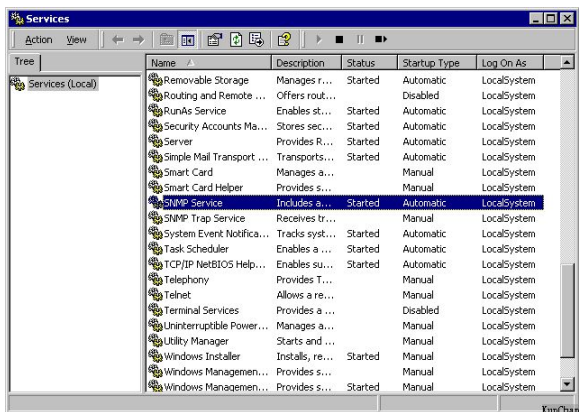 Services
Action View
Tree
Services (Local)
Name Description Status Startup Type Log On As
Removable Storage Manages r... Started Automatic LocalSystem
Routing and Remote ... Offers rout... Disabled LocalSystem
RunAs Service Enables st... Started Automatic LocalSystem
Security Accounts Ma... Stores sec... Started Automatic LocalSystem
Server Provides R... Started Automatic LocalSystem
Simple Mail Transport ... Transports... Started Automatic LocalSystem
Smart Card Manages a... Manual LocalSystem
Smart Card Helper Provides s... Manual LocalSystem
SNMP Service Includes a... Started Automatic LocalSystem
SNMP Trap Service Receives tr... Manual LocalSystem
System Event Notifica... Tracks syst... Started Automatic LocalSystem
Task Scheduler Enables a ... Started Automatic LocalSystem
TCP/IP NetBIOS Help... Enables su... Started Automatic LocalSystem
Telephony Provides T... Manual LocalSystem
Telnet Allows a re... Manual LocalSystem
Terminal Services Provides a ... Disabled LocalSystem
Uninterruptible Power... Manages a... Manual LocalSystem
Utility Manager Starts and ... Manual LocalSystem
Windows Installer Installs, re... Started Manual LocalSystem
Windows Managemen... Provides s... Manual LocalSystem
Windows Managemen... Provides s... Started Manual LocalSystem